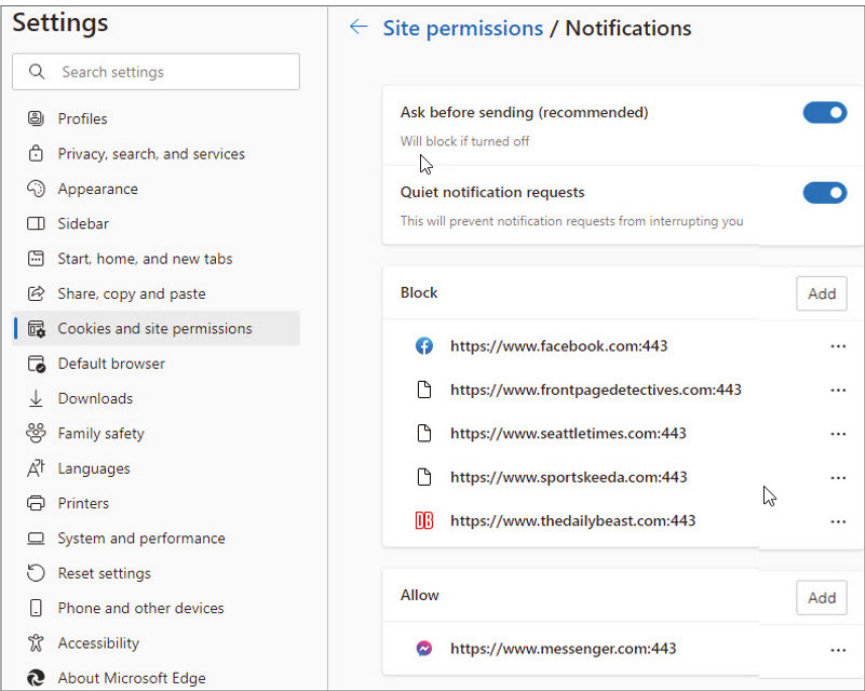 Settings
Search settings
Profiles
Privacy, search, and services
Appearance
Sidebar
Start, home, and new tabs
Share, copy and paste
Cookies and site permissions
Default browser
Downloads
Family safety
Languages
Printers
System and performance
Reset settings
Phone and other devices
Accessibility
About Microsoft Edge
Site permissions / Notifications
Ask before sending (recommended)
Will block if turned off
Quiet notification requests
This will prevent notification requests from interrupting you
Block Add
https://www.facebook.com:443
https://www.frontpagedetectives.com:443
https://www.seattletimes.com:443
https://www.sportskeeda.com:443
DB https://www.thedailybeast.com:443
Allow Add
https://www.messenger.com:443